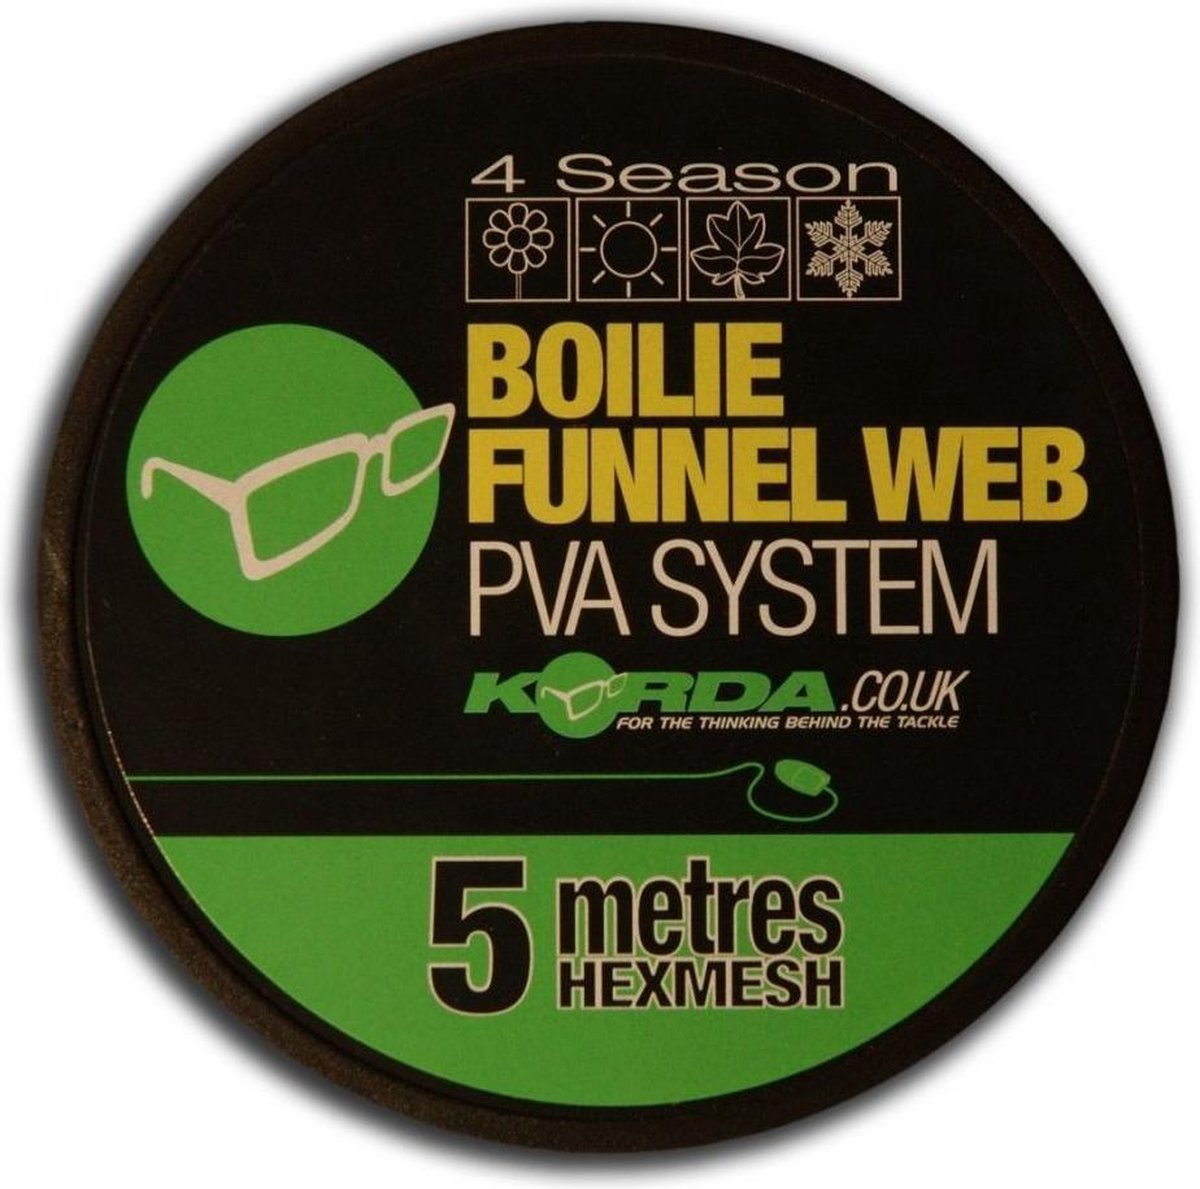 4 Season
BOILIE
FUNNEL WEB
PVA SYSTEM
KORDA.CO.UK
FOR THE THINKING BEHIND THE TACKLE
5 metres
HEXMESH